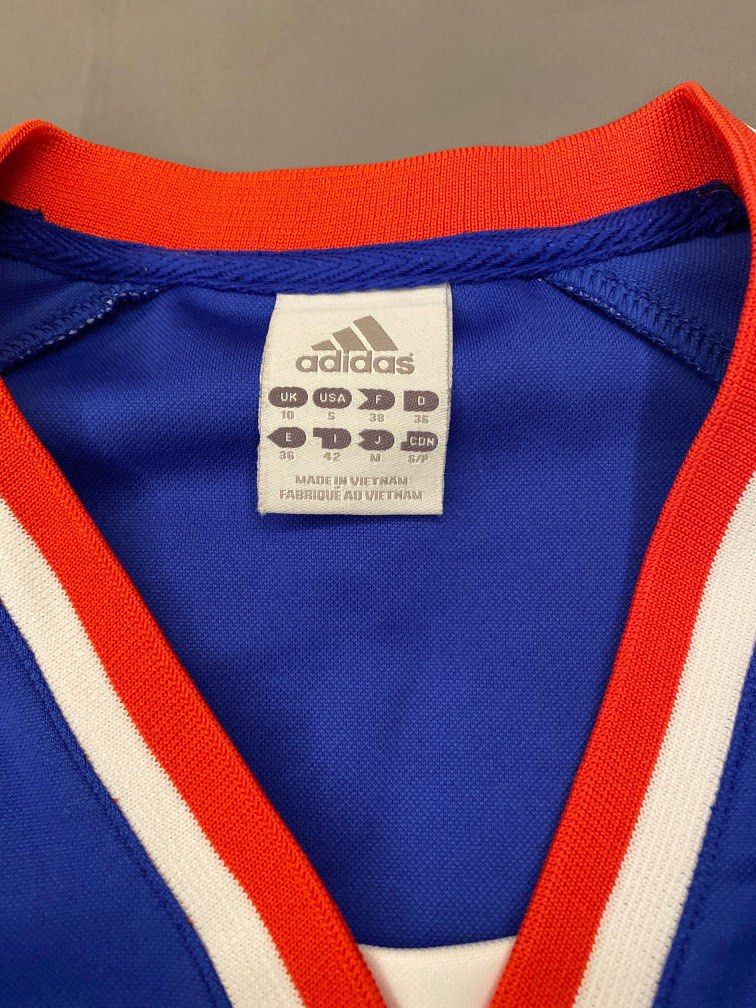 adidas
UK USA F D
10 S 38 36
E I J CDN
36 42 M S/P
MADE IN VIETNAM
FABRIQUÉ AU VIETNAM